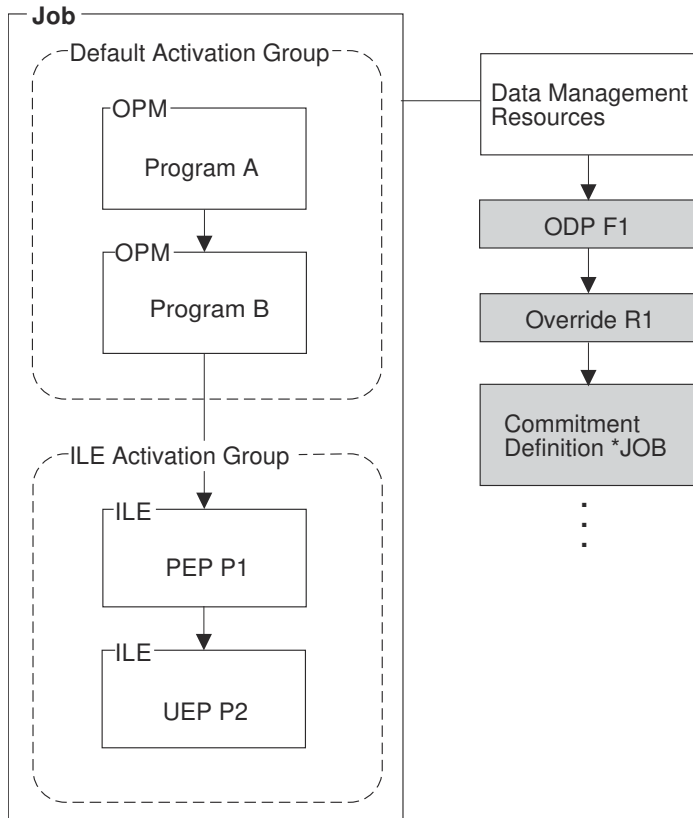 Job
Default Activation Group
OPM
Program A
OPM
Program B
ILE Activation Group
ILE
PEP P1
ILE
UEP P2
Data Management
Resources
ODP F1
Override R1
Commitment
Definition *JOB